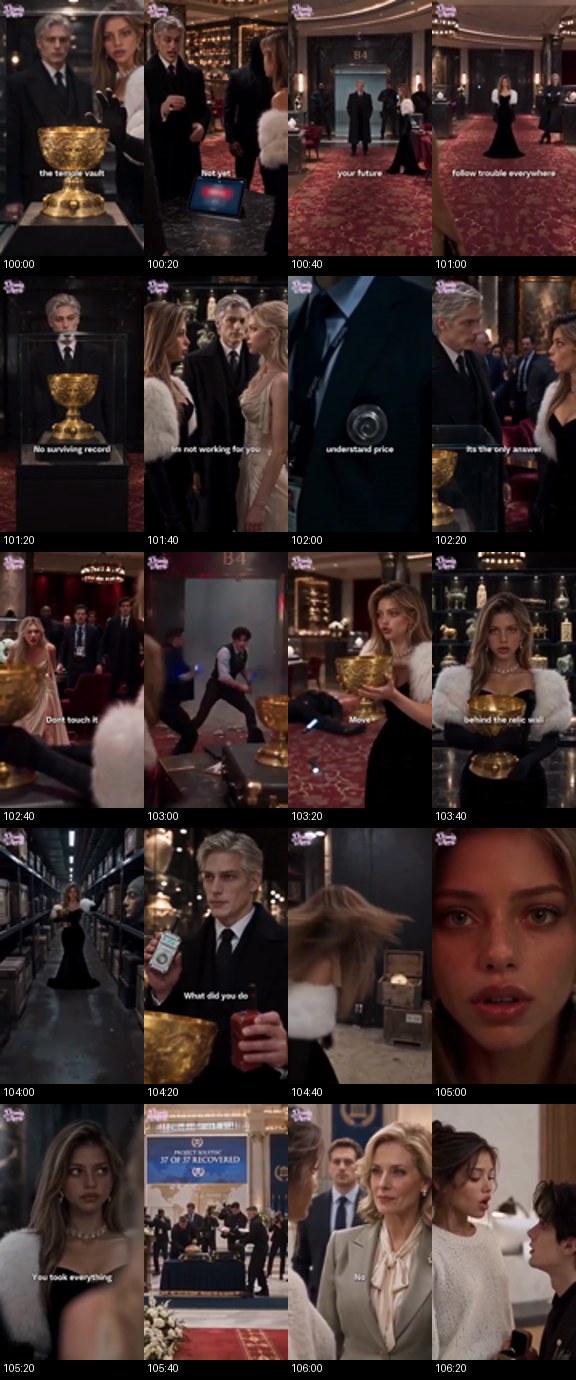 the temple vault
100:00
Not yet
100:20
B4
your future
100:40
follow trouble everywhere
101:00
No surviving record
101:20
Im not working for you
101:40
understand price
102:00
Its the only answer
102:20
Dont touch it
102:40
B4
103:00
Move
103:20
behind the relic wall
103:40
104:00
What did you do
104:20
104:40
105:00
You took everything
105:20
37 OF 37 RECOVERED
105:40
No
106:00
106:20